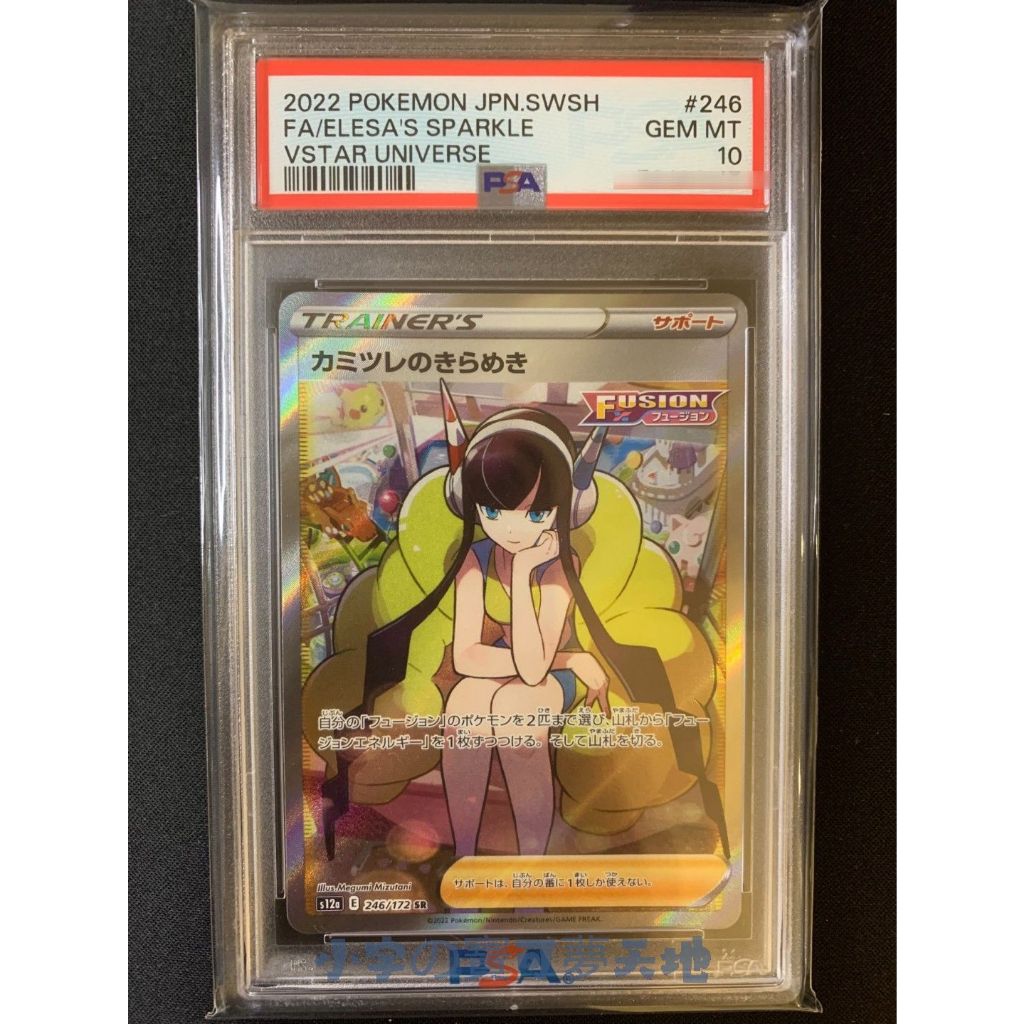 2022 POKEMON JPN.SWSH #246
FA/ELESA'S SPARKLE GEM MT
VSTAR UNIVERSE 10
PSA
TRAINER'S サポート
カミツレのきらめき
FUSION
フュージョン
自分の「フュージョン」のポケモンを2匹まで選び、山札から「フュー
ジョンエネルギー」を1枚ずつつける。そして山札を切る。
サポートは、自分の番に1枚しか使えない。
Illus.Megumi Mizutani
s12a E 246/172 SR
©2022 Pokémon/Nintendo/Creatures/GAME FREAK.
PSA
夢天地